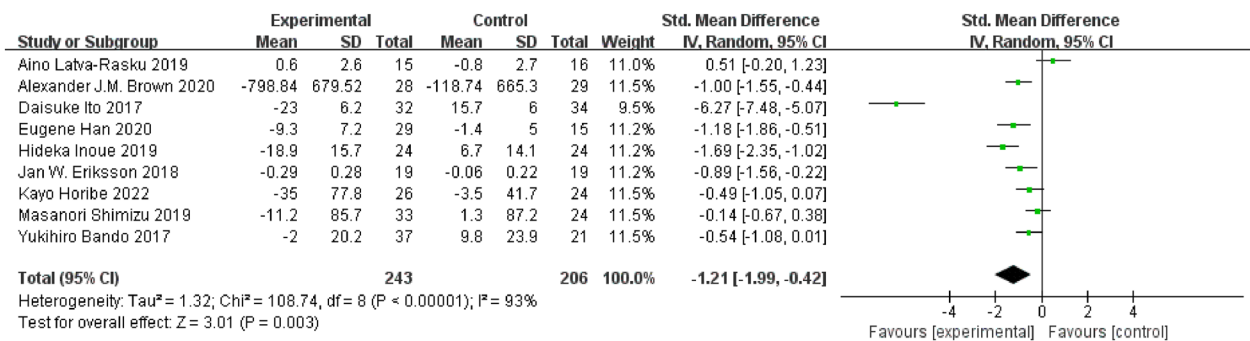 Experimental Control Std. Mean Difference Std. Mean Difference
Study or Subgroup Mean SD Total Mean SD Total Weight IV, Random, 95% CI IV, Random, 95% CI
Aino Latva-Rasku 2019 0.6 2.6 15 -0.8 2.7 16 11.0% 0.51 [-0.20, 1.23]
Alexander J.M. Brown 2020 -798.84 679.52 28 -118.74 665.3 29 11.5% -1.00 [-1.55, -0.44]
Daisuke Ito 2017 -23 6.2 32 15.7 6 34 9.5% -6.27 [-7.48, -5.07]
Eugene Han 2020 -9.3 7.2 29 -1.4 5 15 11.2% -1.18 [-1.86, -0.51]
Hideka Inoue 2019 -18.9 15.7 24 6.7 14.1 24 11.2% -1.69 [-2.35, -1.02]
Jan W. Eriksson 2018 -0.29 0.28 19 -0.06 0.22 19 11.2% -0.89 [-1.56, -0.22]
Kayo Horibe 2022 -35 77.8 26 -3.5 41.7 24 11.5% -0.49 [-1.05, 0.07]
Masanori Shimizu 2019 -11.2 85.7 33 1.3 87.2 24 11.5% -0.14 [-0.67, 0.38]
Yukihiro Bando 2017 -2 20.2 37 9.8 23.9 21 11.5% -0.54 [-1.08, 0.01]
Total (95% CI) 243 206 100.0% -1.21 [-1.99, -0.42]
Heterogeneity: Tau² = 1.32; Chi² = 108.74, df = 8 (P < 0.00001); I² = 93%
Test for overall effect: Z = 3.01 (P = 0.003)
-4 -2 0 2 4
Favours [experimental] Favours [control]